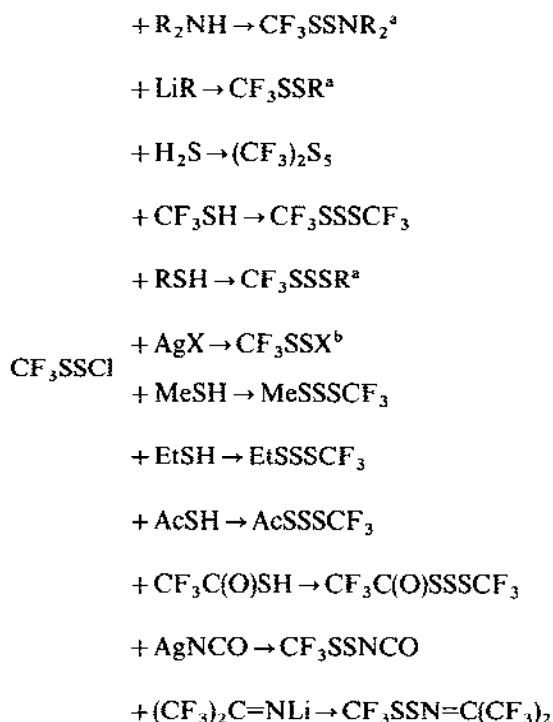 + R₂NH → CF₃SSNR₂ᵃ
+ LiR → CF₃SSRᵃ
+ H₂S → (CF₃)₂S₅
+ CF₃SH → CF₃SSSCF₃
+ RSH → CF₃SSSRᵃ
+ AgX → CF₃SSXᵇ
CF₃SSCl
+ MeSH → MeSSSCF₃
+ EtSH → EtSSSCF₃
+ AcSH → AcSSSCF₃
+ CF₃C(O)SH → CF₃C(O)SSSCF₃
+ AgNCO → CF₃SSNCO
+ (CF₃)₂C=NLi → CF₃SSN=C(CF₃)₂